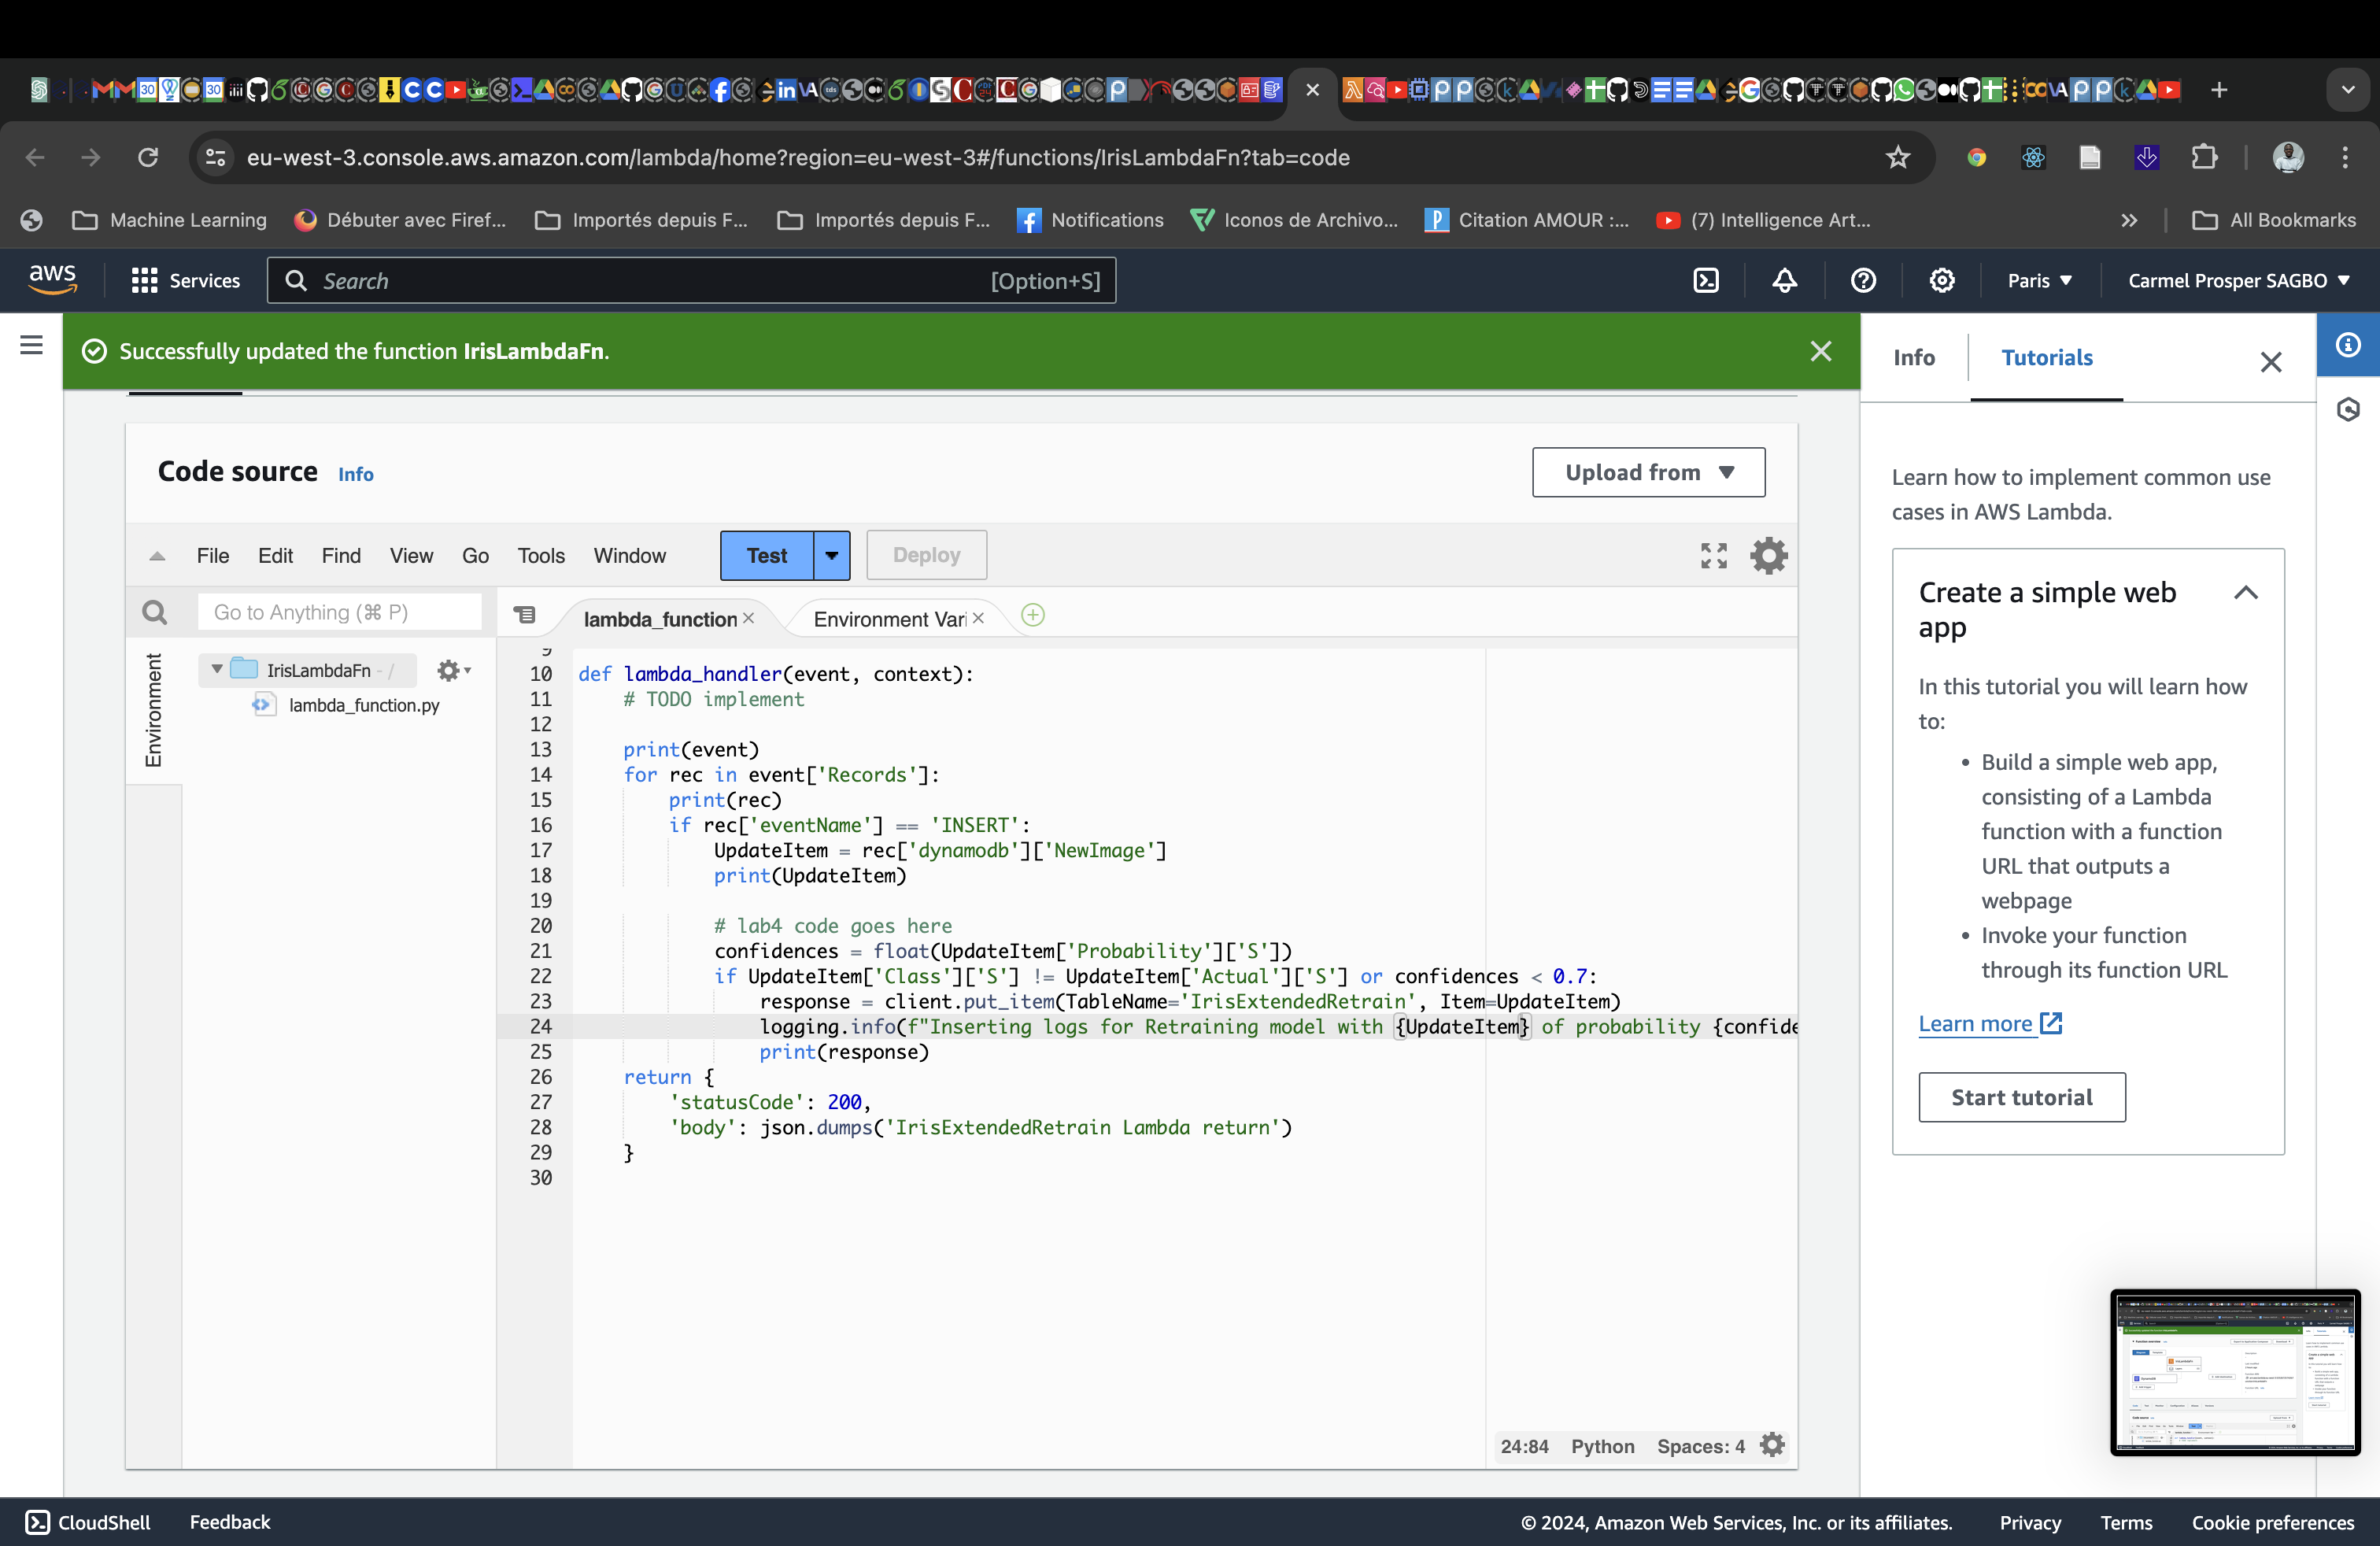 eu-west-3.console.aws.amazon.com/lambda/home?region=eu-west-3#/functions/IrisLambdaFn?tab=code
Machine Learning
Débuter avec Firef...
Importés depuis F...
Importés depuis F...
Notifications
Iconos de Archivo...
Citation AMOUR :...
(7) Intelligence Art...
All Bookmarks
aws
Services
Search
[Option+S]
Paris
Carmel Prosper SAGBO
Successfully updated the function IrisLambdaFn.
Code source
Info
Upload from
File
Edit
Find
View
Go
Tools
Window
Test
Deploy
Go to Anything (⌘ P)
lambda_function
Environment Vari
Environment
IrisLambdaFn - /
lambda_function.py
9
10 def lambda_handler(event, context):
11 # TODO implement
12
13 print(event)
14 for rec in event['Records']:
15 print(rec)
16 if rec['eventName'] == 'INSERT':
17 UpdateItem = rec['dynamodb']['NewImage']
18 print(UpdateItem)
19
20 # lab4 code goes here
21 confidences = float(UpdateItem['Probability']['S'])
22 if UpdateItem['Class']['S'] != UpdateItem['Actual']['S'] or confidences < 0.7:
23 response = client.put_item(TableName='IrisExtendedRetrain', Item=UpdateItem)
24 logging.info(f"Inserting logs for Retraining model with {UpdateItem} of probability {confide
25 print(response)
26 return {
27 'statusCode': 200,
28 'body': json.dumps('IrisExtendedRetrain Lambda return')
29 }
30
24:84
Python
Spaces: 4
Info
Tutorials
Learn how to implement common use
cases in AWS Lambda.
Create a simple web
app
In this tutorial you will learn how
to:
• Build a simple web app,
consisting of a Lambda
function with a function
URL that outputs a
webpage
• Invoke your function
through its function URL
Learn more
Start tutorial
CloudShell
Feedback
© 2024, Amazon Web Services, Inc. or its affiliates.
Privacy
Terms
Cookie preferences